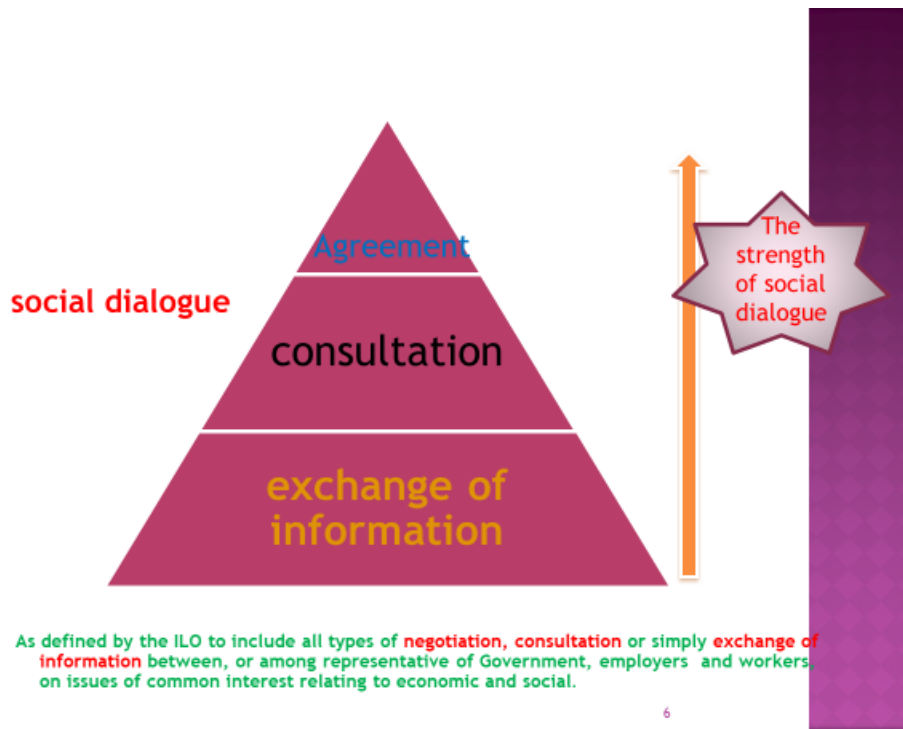 Agreement
social dialogue
consultation
exchange of
information
The
strength
of social
dialogue
As defined by the ILO to include all types of negotiation, consultation or simply exchange of
information between, or among representative of Government, employers and workers,
on issues of common interest relating to economic and social.
6